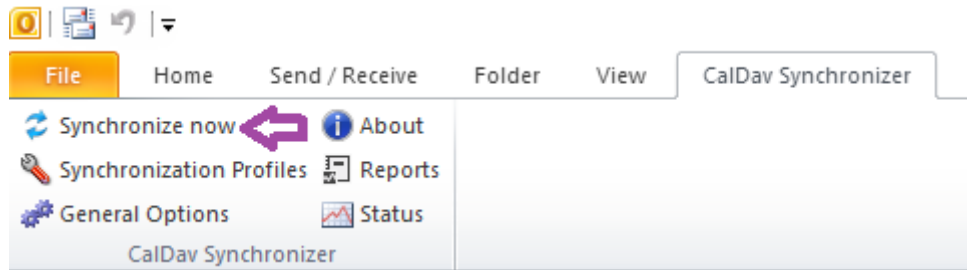 File Home Send / Receive Folder View CalDav Synchronizer
Synchronize now About
Synchronization Profiles Reports
General Options Status
CalDav Synchronizer